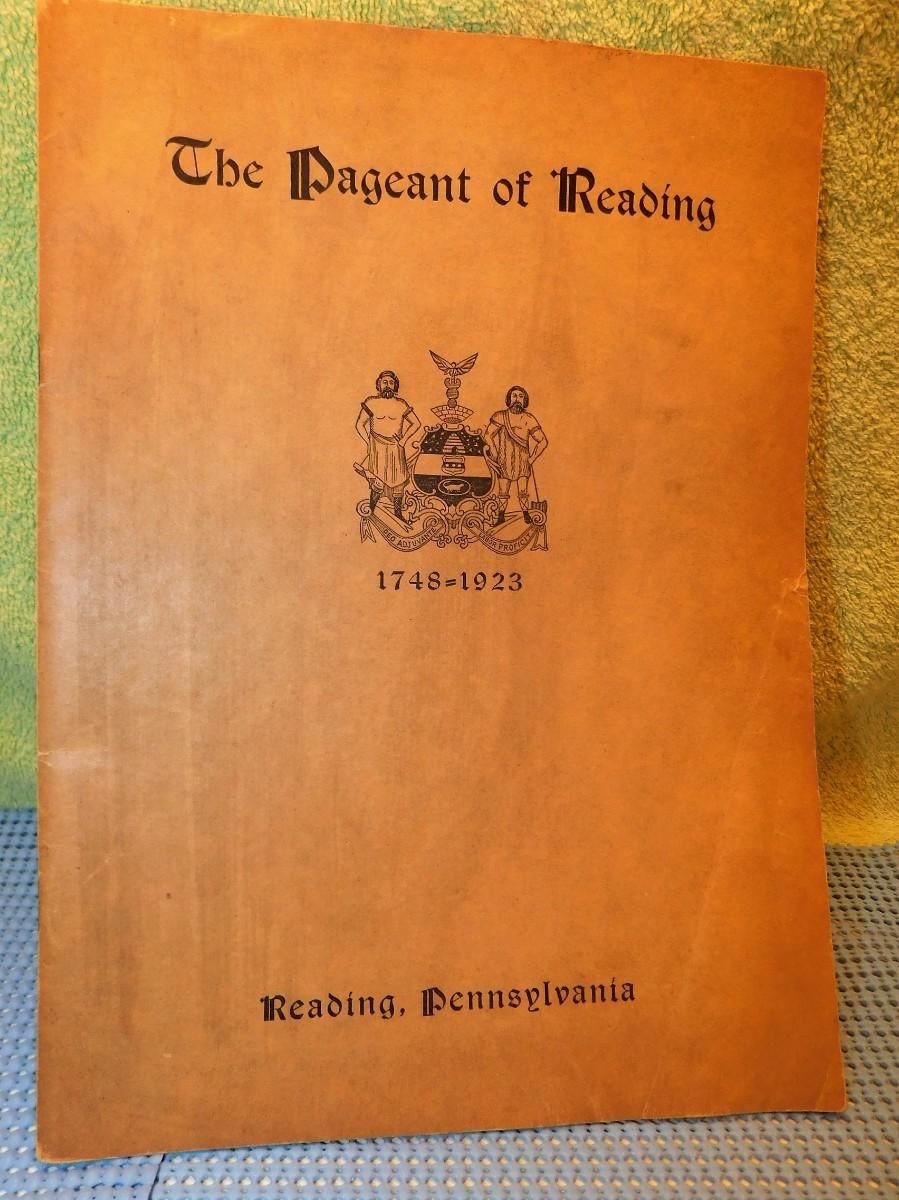 The Pageant of Reading
DEO ADJUVANTE LABOR PROFICIT
1748=1923
Reading, Pennsylvania